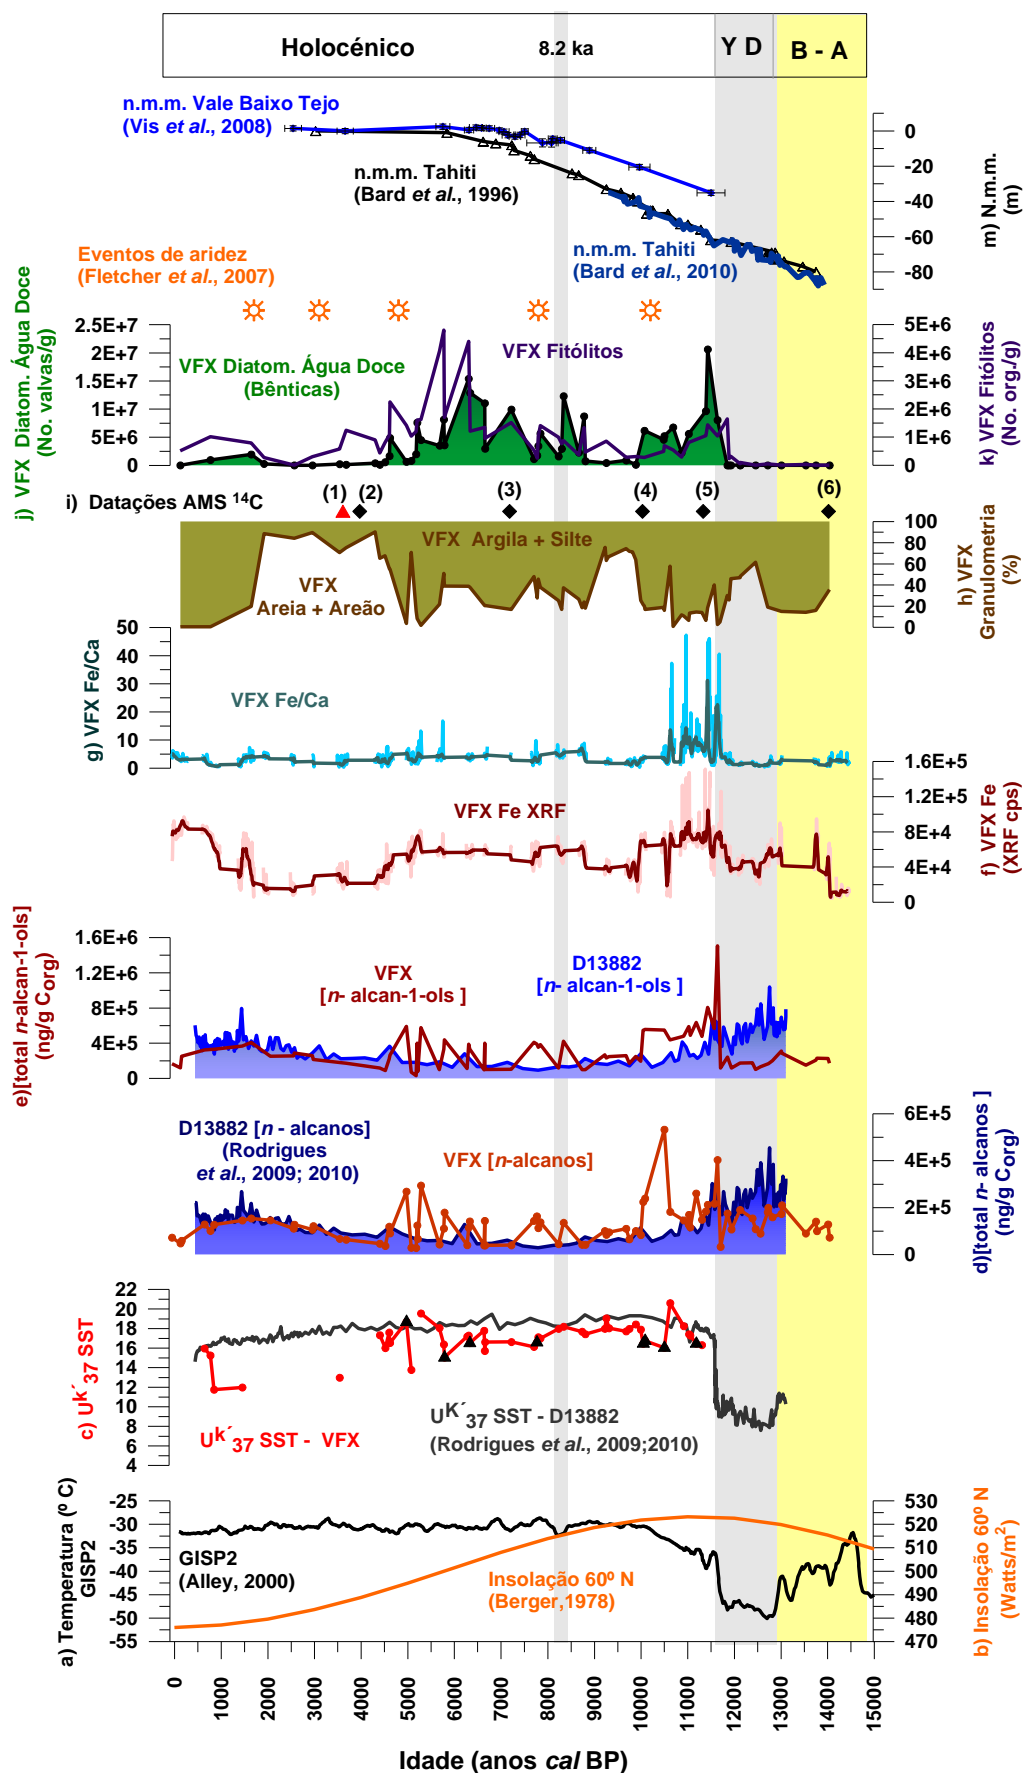 Holocénico
8.2 ka
Y D
B - A
n.m.m. Vale Baixo Tejo
(Vis et al., 2008)
n.m.m. Tahiti
(Bard et al., 1996)
n.m.m. Tahiti
(Bard et al., 2010)
0
-20
-40
-60
-80
m) N.m.m.
(m)
Eventos de aridez
(Fletcher et al., 2007)
j) VFX Diatom. Água Doce
(No. valvas/g)
2.5E+7
2E+7
1.5E+7
1E+7
5E+6
0
VFX Diatom. Água Doce
(Bênticas)
VFX Fitólitos
5E+6
4E+6
3E+6
2E+6
1E+6
0
k) VFX Fitólitos
(No. org./g)
i) Datações AMS 14C
(1)
(2)
(3)
(4)
(5)
(6)
VFX Argila + Silte
VFX
Areia + Areão
100
80
60
40
20
0
h) VFX
Granulometria
(%)
g) VFX Fe/Ca
50
40
30
20
10
0
VFX Fe/Ca
VFX Fe XRF
1.6E+5
1.2E+5
8E+4
4E+4
0
f) VFX Fe
(XRF cps)
e)[total n-alcan-1-ols]
(ng/g Corg)
1.6E+6
1.2E+6
8E+5
4E+5
0
VFX
[n- alcan-1-ols ]
D13882
[n- alcan-1-ols ]
D13882 [n - alcanos]
(Rodrigues
et al., 2009; 2010)
VFX [n-alcanos]
6E+5
4E+5
2E+5
0
d)[total n- alcanos ]
(ng/g Corg)
c) Uk´37 SST
22
20
18
16
14
12
10
8
6
4
Uk´37 SST - VFX
UK´37 SST - D13882
(Rodrigues et al., 2009;2010)
a) Temperatura (º C)
GISP2
-25
-30
-35
-40
-45
-50
-55
GISP2
(Alley, 2000)
Insolação 60º N
(Berger,1978)
530
520
510
500
490
480
470
b) Insolação 60º N
(Watts/m2)
0
1000
2000
3000
4000
5000
6000
7000
8000
9000
10000
11000
12000
13000
14000
15000
Idade (anos cal BP)